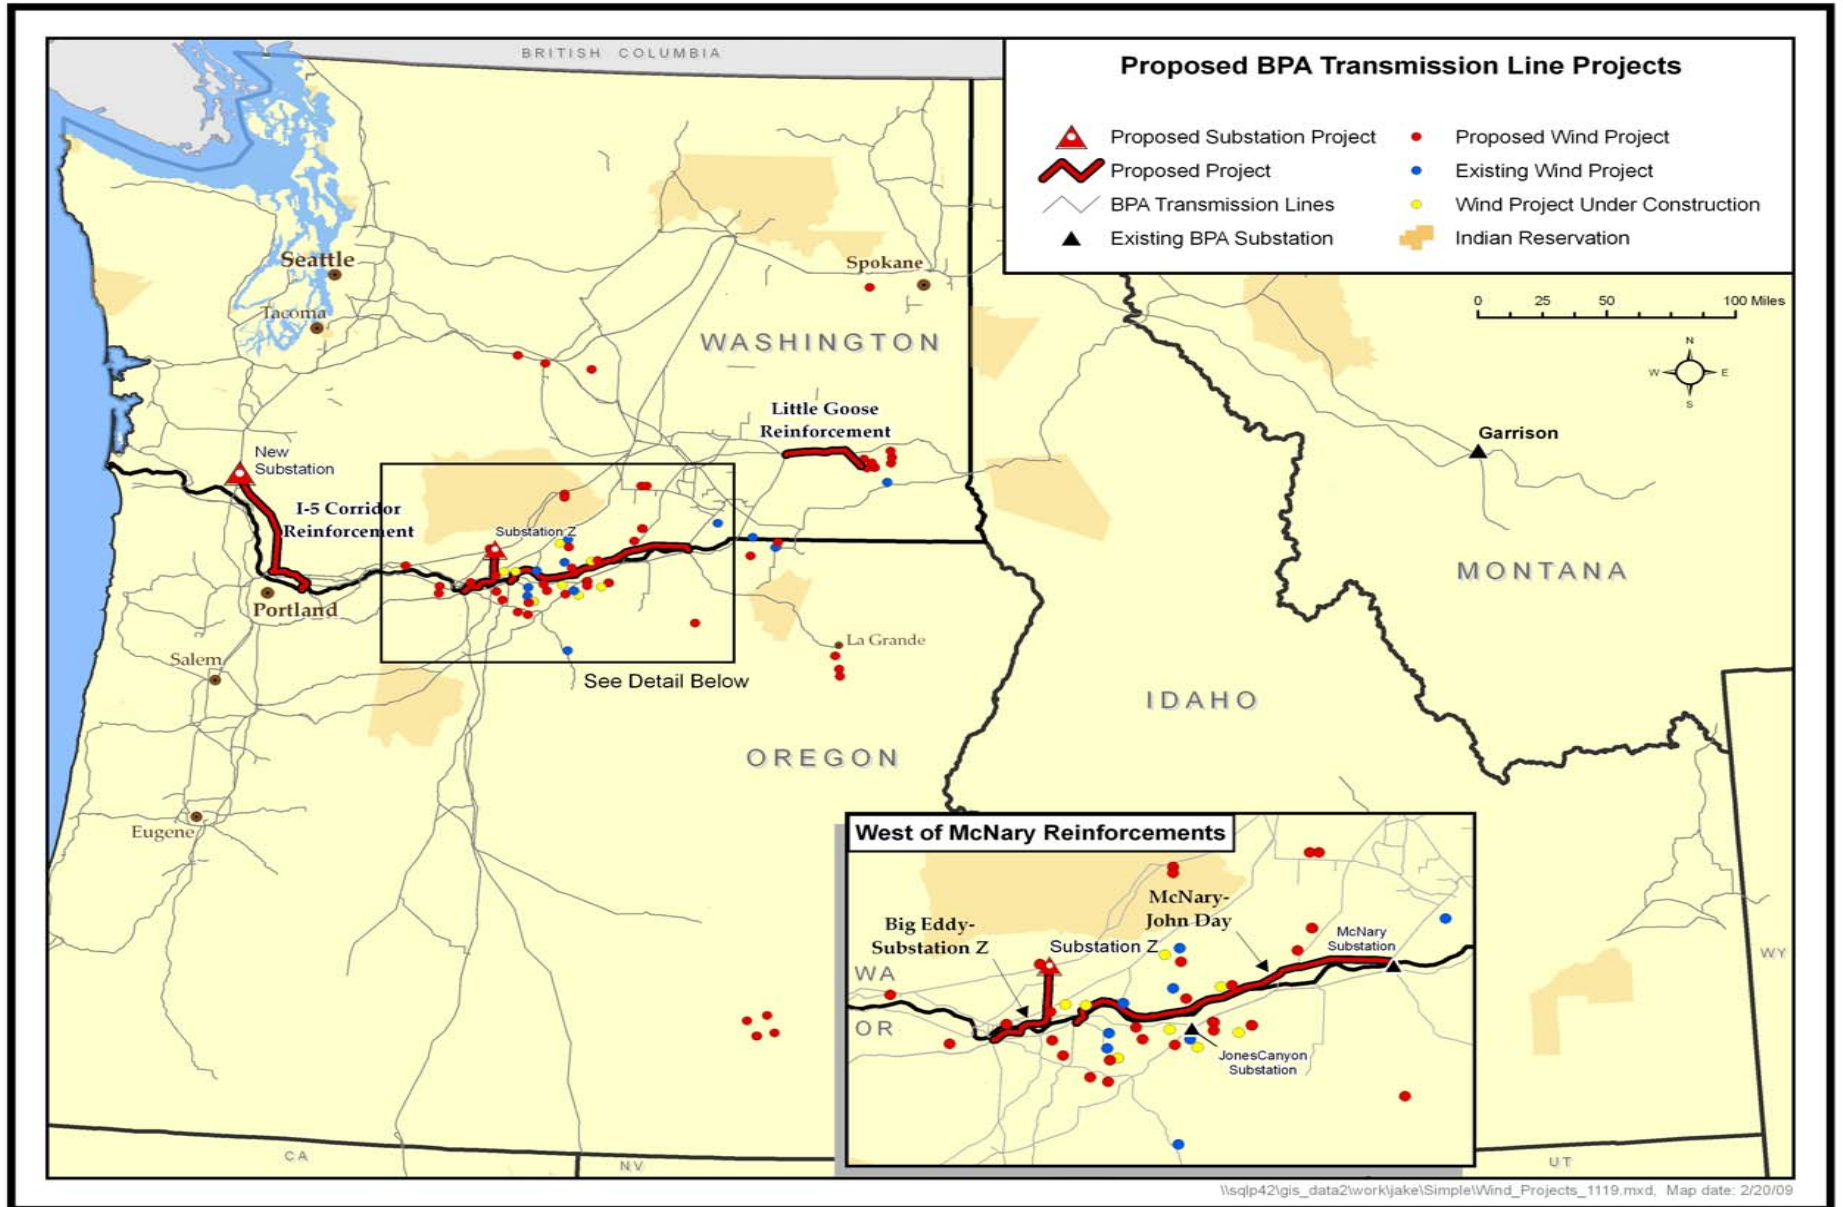 BRITISH COLUMBIA
Proposed BPA Transmission Line Projects
Proposed Substation Project
Proposed Wind Project
Proposed Project
Existing Wind Project
BPA Transmission Lines
Wind Project Under Construction
Existing BPA Substation
Indian Reservation
Seattle
Spokane
0 25 50 100 Miles
Tacoma
WASHINGTON
N
W E
S
Little Goose
Reinforcement
Garrison
New
Substation
I-5 Corridor
Reinforcement
Substation Z
MONTANA
Portland
La Grande
Salem
See Detail Below
IDAHO
OREGON
Eugene
West of McNary Reinforcements
McNary-
John Day
Big Eddy-
Substation Z
Substation Z
McNary
Substation
WA
OR
WY
JonesCanyon
Substation
CA
NV
UT
\\sqlp42\gis_data2\work\jake\Simple\Wind_Projects_1119.mxd, Map date: 2/20/09